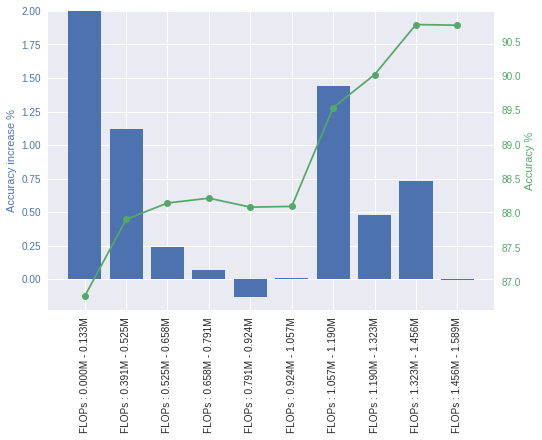 Accuracy increase %
2.00
1.75
1.50
1.25
1.00
0.75
0.50
0.25
0.00
90.5
90.0
89.5
89.0
88.5
88.0
87.5
87.0
Accuracy %
FLOPs : 0.000M - 0.133M
FLOPs : 0.391M - 0.525M
FLOPs : 0.525M - 0.658M
FLOPs : 0.658M - 0.791M
FLOPs : 0.791M - 0.924M
FLOPs : 0.924M - 1.057M
FLOPs : 1.057M - 1.190M
FLOPs : 1.190M - 1.323M
FLOPs : 1.323M - 1.456M
FLOPs : 1.456M - 1.589M